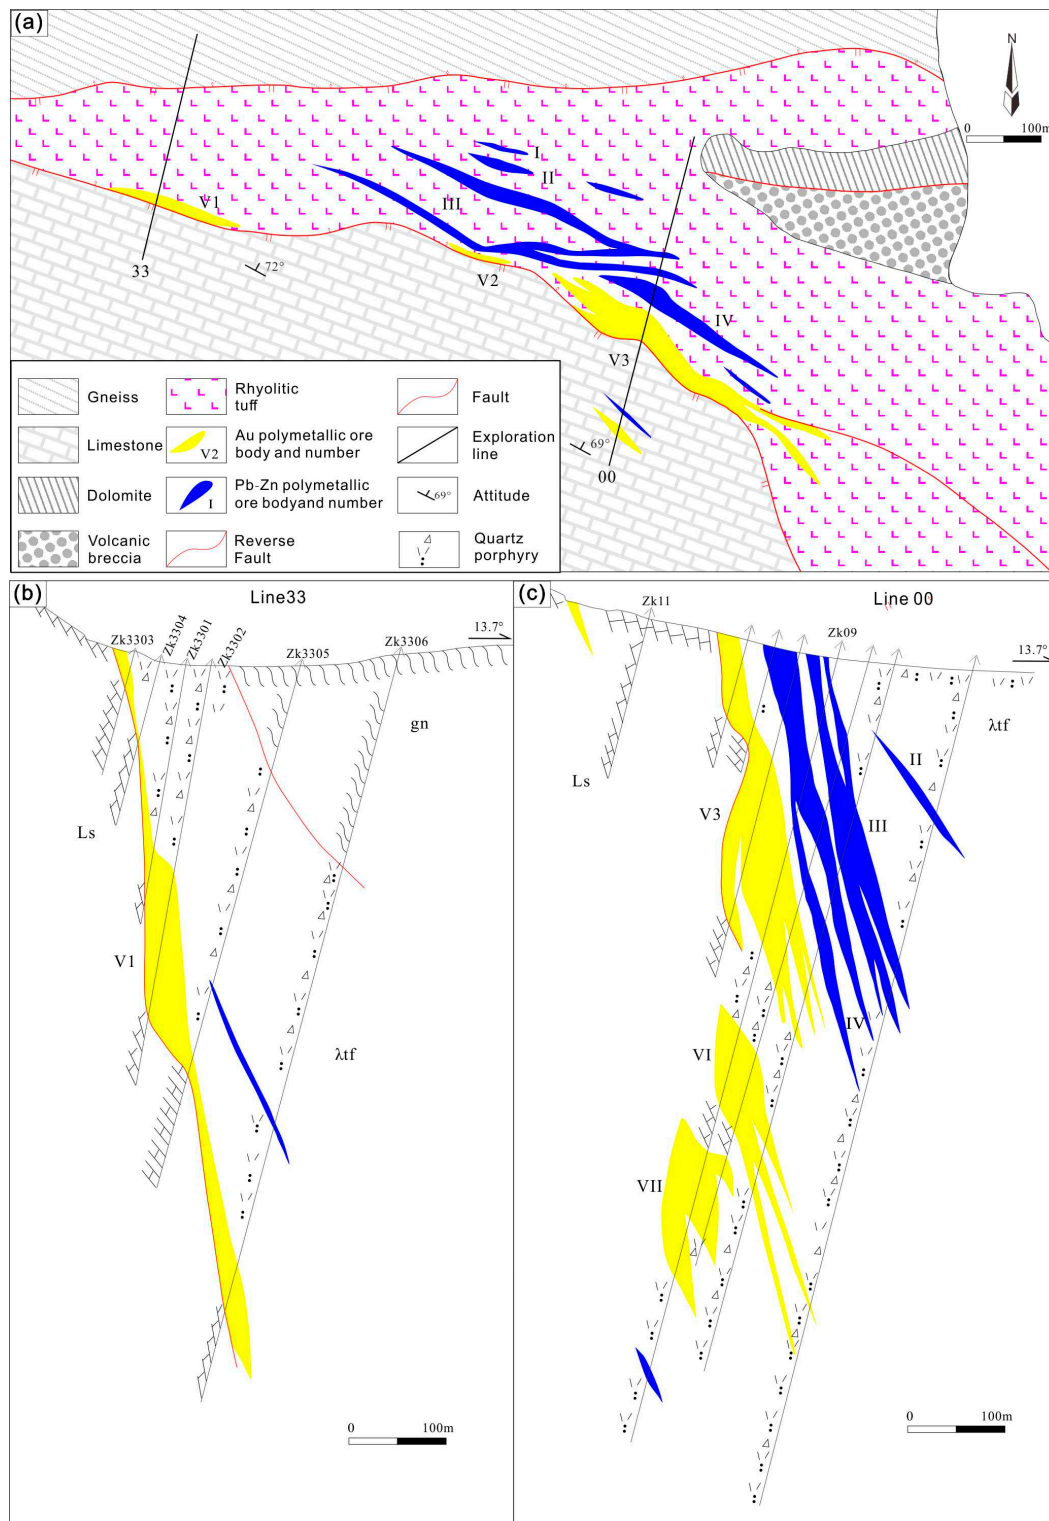 (a)
N
0 100m
I
II
III
V1
33
72°
V2
IV
V3
69°
00
Gneiss
Rhyolitic
tuff
Fault
Limestone
V2
Au polymetallic ore
body and number
Exploration
line
Dolomite
I
Pb-Zn polymetallic
ore bodyand number
69°
Attitude
Volcanic
breccia
Reverse
Fault
Quartz
porphyry
(b)
Line33
Zk3303
Zk3304
Zk3301
Zk3302
Zk3305
Zk3306
13.7°
gn
Ls
V1
λtf
0 100m
(c)
Line 00
Zk11
Zk09
13.7°
λtf
II
Ls
V3
III
IV
VI
VII
0 100m